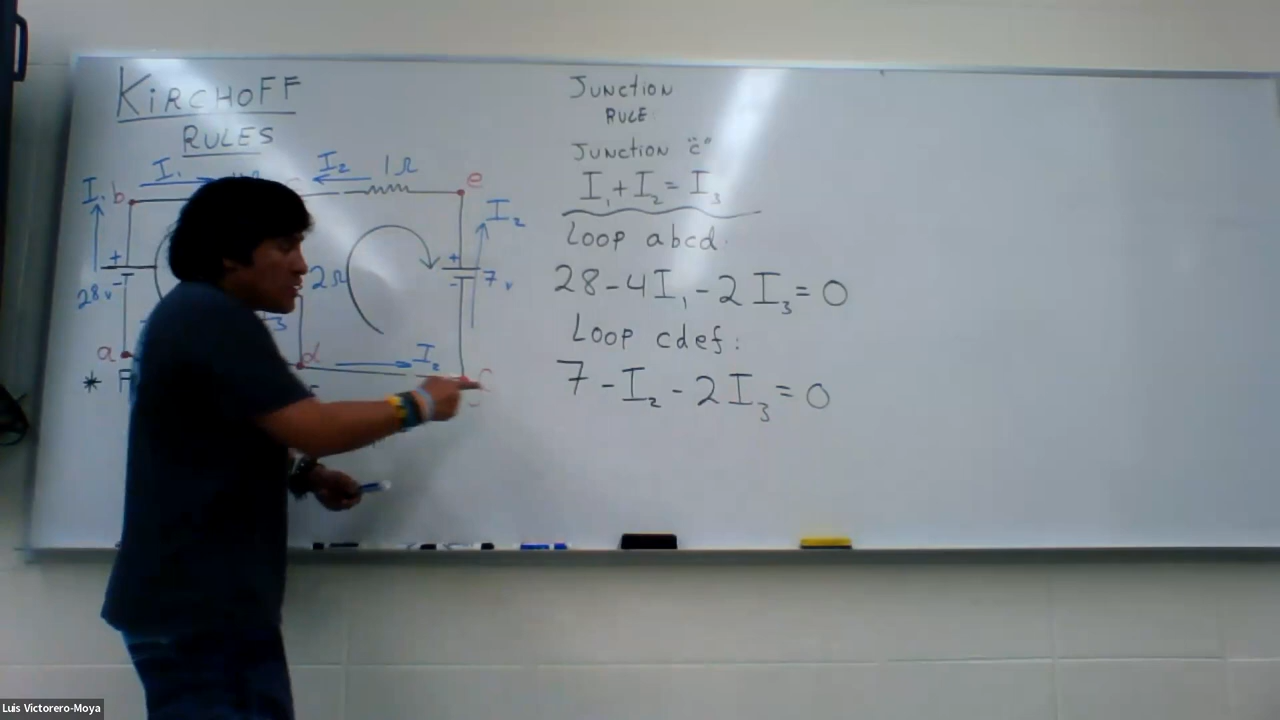 KIRCHOFF
RULES
I₁
I₂
1Ω
I₁
b
e
I₂
+
-
28v
2Ω
+
-
7v
a
d
I₂
*
JUNCTION
RULE:
JUNCTION "c"
I₁+I₂=I₃
Loop abcd:
28-4I₁-2I₃=0
Loop cdef:
7-I₂-2I₃=0
Luis Victorero-Moya